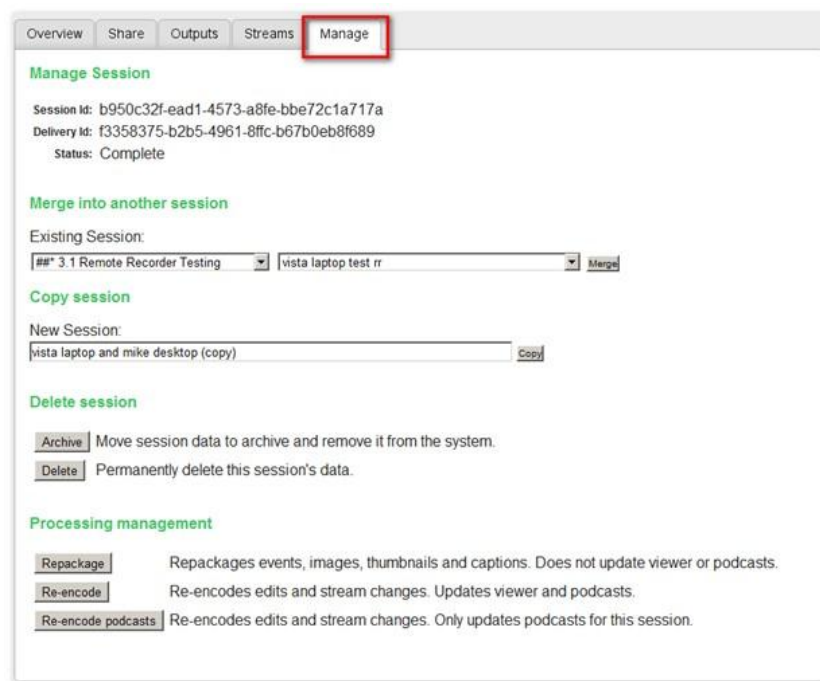 Overview Share Outputs Streams Manage
Manage Session
Session Id: b950c32f-ead1-4573-a8fe-bbe72c1a717a
Delivery Id: f3358375-b2b5-4961-8ffc-b67b0eb8f689
Status: Complete
Merge into another session
Existing Session:
##* 3.1 Remote Recorder Testing vista laptop test rr Merge
Copy session
New Session:
vista laptop and mike desktop (copy) Copy
Delete session
Archive Move session data to archive and remove it from the system.
Delete Permanently delete this session's data.
Processing management
Repackage Repackages events, images, thumbnails and captions. Does not update viewer or podcasts.
Re-encode Re-encodes edits and stream changes. Updates viewer and podcasts.
Re-encode podcasts Re-encodes edits and stream changes. Only updates podcasts for this session.